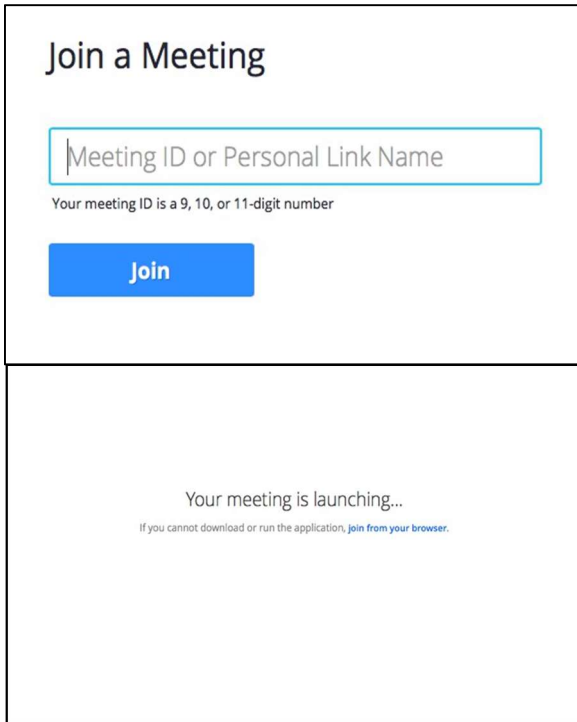 Join a Meeting
Meeting ID or Personal Link Name
Your meeting ID is a 9, 10, or 11-digit number
Join
Your meeting is launching...
If you cannot download or run the application, join from your browser.